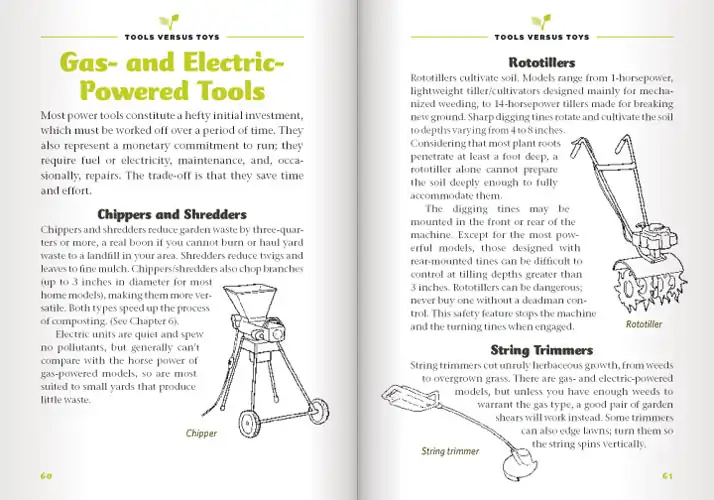 TOOLS VERSUS TOYS
Gas- and Electric-
Powered Tools
Most power tools constitute a hefty initial investment,
which must be worked off over a period of time. They
also represent a monetary commitment to run; they
require fuel or electricity, maintenance, and, occa-
sionally, repairs. The trade-off is that they save time
and effort.
Chippers and Shredders
Chippers and shredders reduce garden waste by three-quar-
ters or more, a real boon if you cannot burn or haul yard
waste to a landfill in your area. Shredders reduce twigs and
leaves to fine mulch. Chippers/shredders also chop branches
(up to 3 inches in diameter for most
home models), making them more ver-
satile. Both types speed up the process
of composting. (See Chapter 6).
Electric units are quiet and spew
no pollutants, but generally can't
compare with the horse power of
gas-powered models, so are most
suited to small yards that produce
little waste.
Chipper
60
TOOLS VERSUS TOYS
Rototillers
Rototillers cultivate soil. Models range from 1-horsepower,
lightweight tiller/cultivators designed mainly for mecha-
nized weeding, to 14-horsepower tillers made for breaking
new ground. Sharp digging tines rotate and cultivate the soil
to depths varying from 4 to 8 inches.
Considering that most plant roots
penetrate at least a foot deep, a
rototiller alone cannot prepare
the soil deeply enough to fully
accommodate them.
The digging tines may be
mounted in the front or rear of the
machine. Except for the most pow-
erful models, those designed with
rear-mounted tines can be difficult to
control at tilling depths greater than
3 inches. Rototillers can be dangerous;
never buy one without a deadman con-
trol. This safety feature stops the machine
and the turning tines when engaged.
Rototiller
String Trimmers
String trimmers cut unruly herbaceous growth, from weeds
to overgrown grass. There are gas- and electric-powered
models, but unless you have enough weeds to
warrant the gas type, a good pair of garden
shears will work instead. Some trimmers
can also edge lawns; turn them so
the string spins vertically.
String trimmer
61